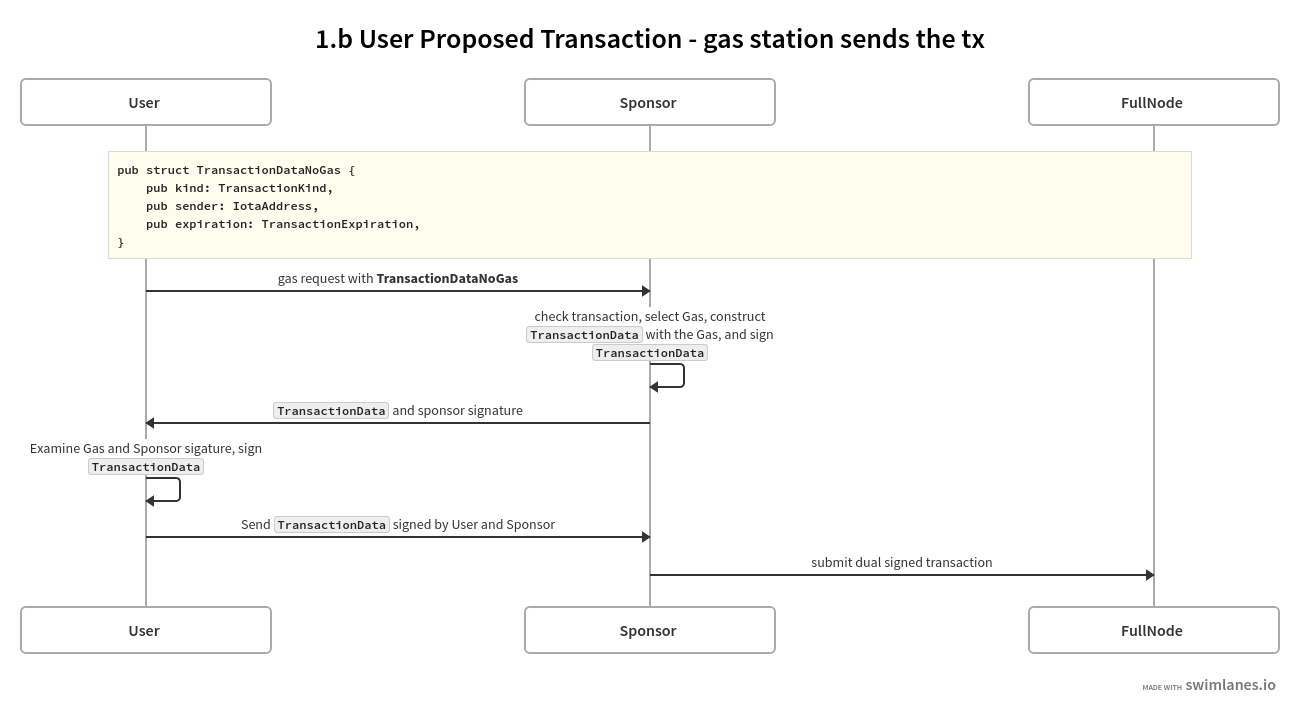 1.b User Proposed Transaction - gas station sends the tx
User
Sponsor
FullNode
pub struct TransactionDataNoGas {
    pub kind: TransactionKind,
    pub sender: IotaAddress,
    pub expiration: TransactionExpiration,
}
gas request with TransactionDataNoGas
check transaction, select Gas, construct
TransactionData with the Gas, and sign
TransactionData
TransactionData and sponsor signature
Examine Gas and Sponsor sigature, sign
TransactionData
Send TransactionData signed by User and Sponsor
submit dual signed transaction
User
Sponsor
FullNode
MADE WITH swimlanes.io